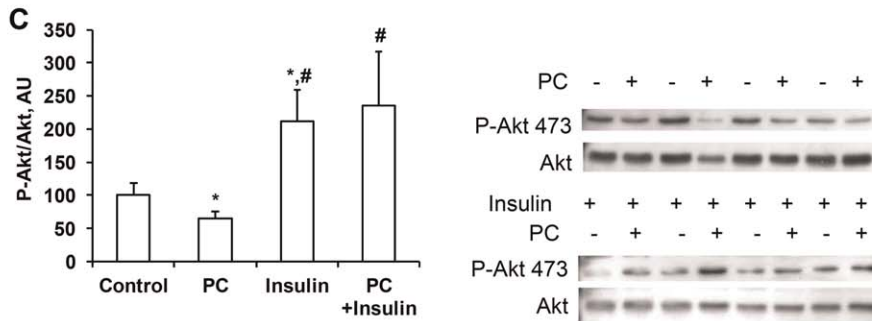 C
P-Akt/Akt, AU
350
300
250
200
150
100
50
0
*
*,#
#
Control PC Insulin PC
+Insulin
PC - + - + - + - +
P-Akt 473
Akt
Insulin + + + + + + + +
PC - + - + - + - +
P-Akt 473
Akt